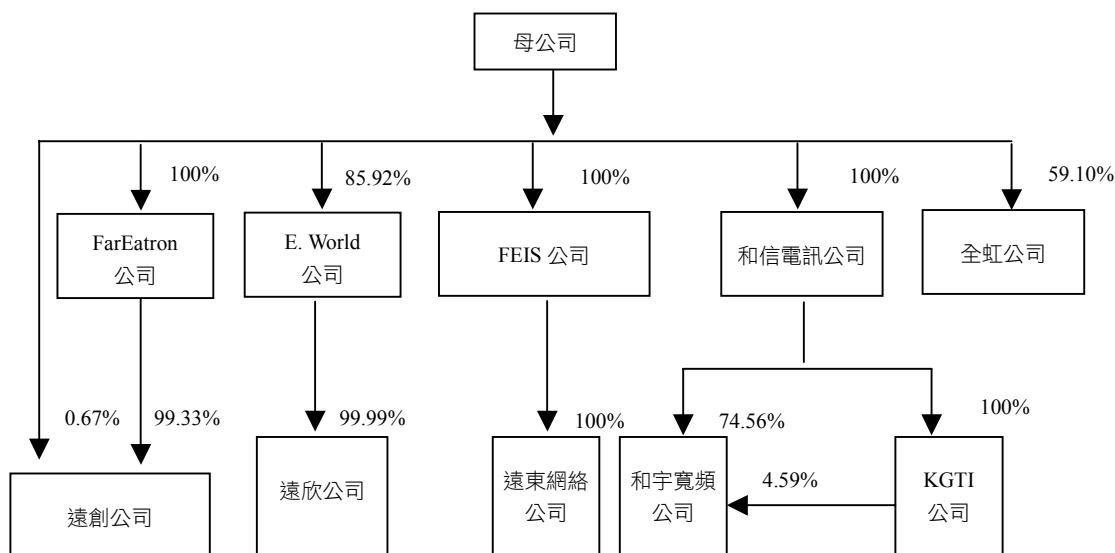 母公司
100%
85.92%
100%
100%
59.10%
FarEatron
公司
E. World
公司
FEIS 公司
和信電訊公司
全虹公司
0.67%
99.33%
99.99%
100%
74.56%
100%
遠創公司
遠欣公司
遠東網絡
公司
和宇寬頻
公司
4.59%
KGTI
公司